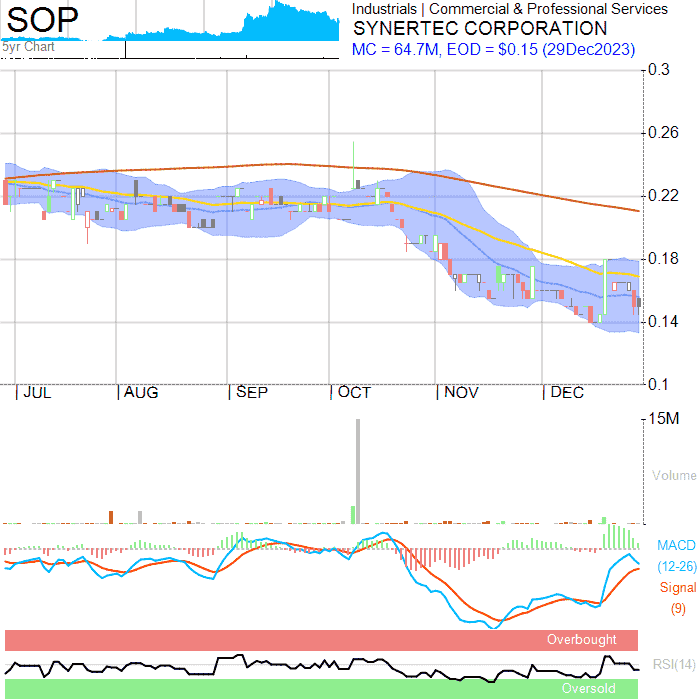 SOP
5yr Chart
Industrials | Commercial & Professional Services
SYNERTEC CORPORATION
MC = 64.7M, EOD = $0.15 (29Dec2023)
0.3
0.26
0.22
0.18
0.14
0.1
JUL AUG SEP OCT NOV DEC
15M
Volume
MACD
(12-26)
Signal
(9)
Overbought
RSI(14)
Oversold